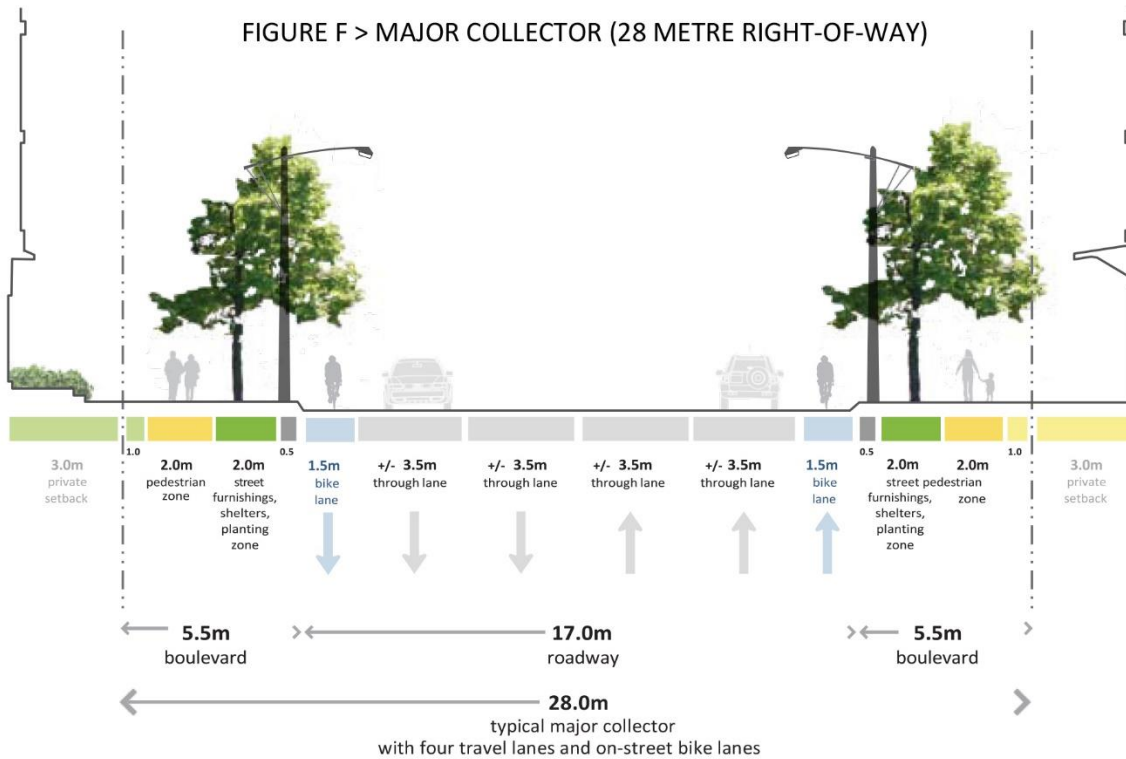 FIGURE F > MAJOR COLLECTOR (28 METRE RIGHT-OF-WAY)
3.0m
private
setback
1.0
2.0m
pedestrian
zone
2.0m
street
furnishings,
shelters,
planting
zone
0.5
1.5m
bike
lane
+/- 3.5m
through lane
+/- 3.5m
through lane
+/- 3.5m
through lane
+/- 3.5m
through lane
1.5m
bike
lane
0.5
2.0m
street
furnishings,
shelters,
planting
zone
2.0m
pedestrian
zone
1.0
3.0m
private
setback
5.5m
boulevard
17.0m
roadway
5.5m
boulevard
28.0m
typical major collector
with four travel lanes and on-street bike lanes